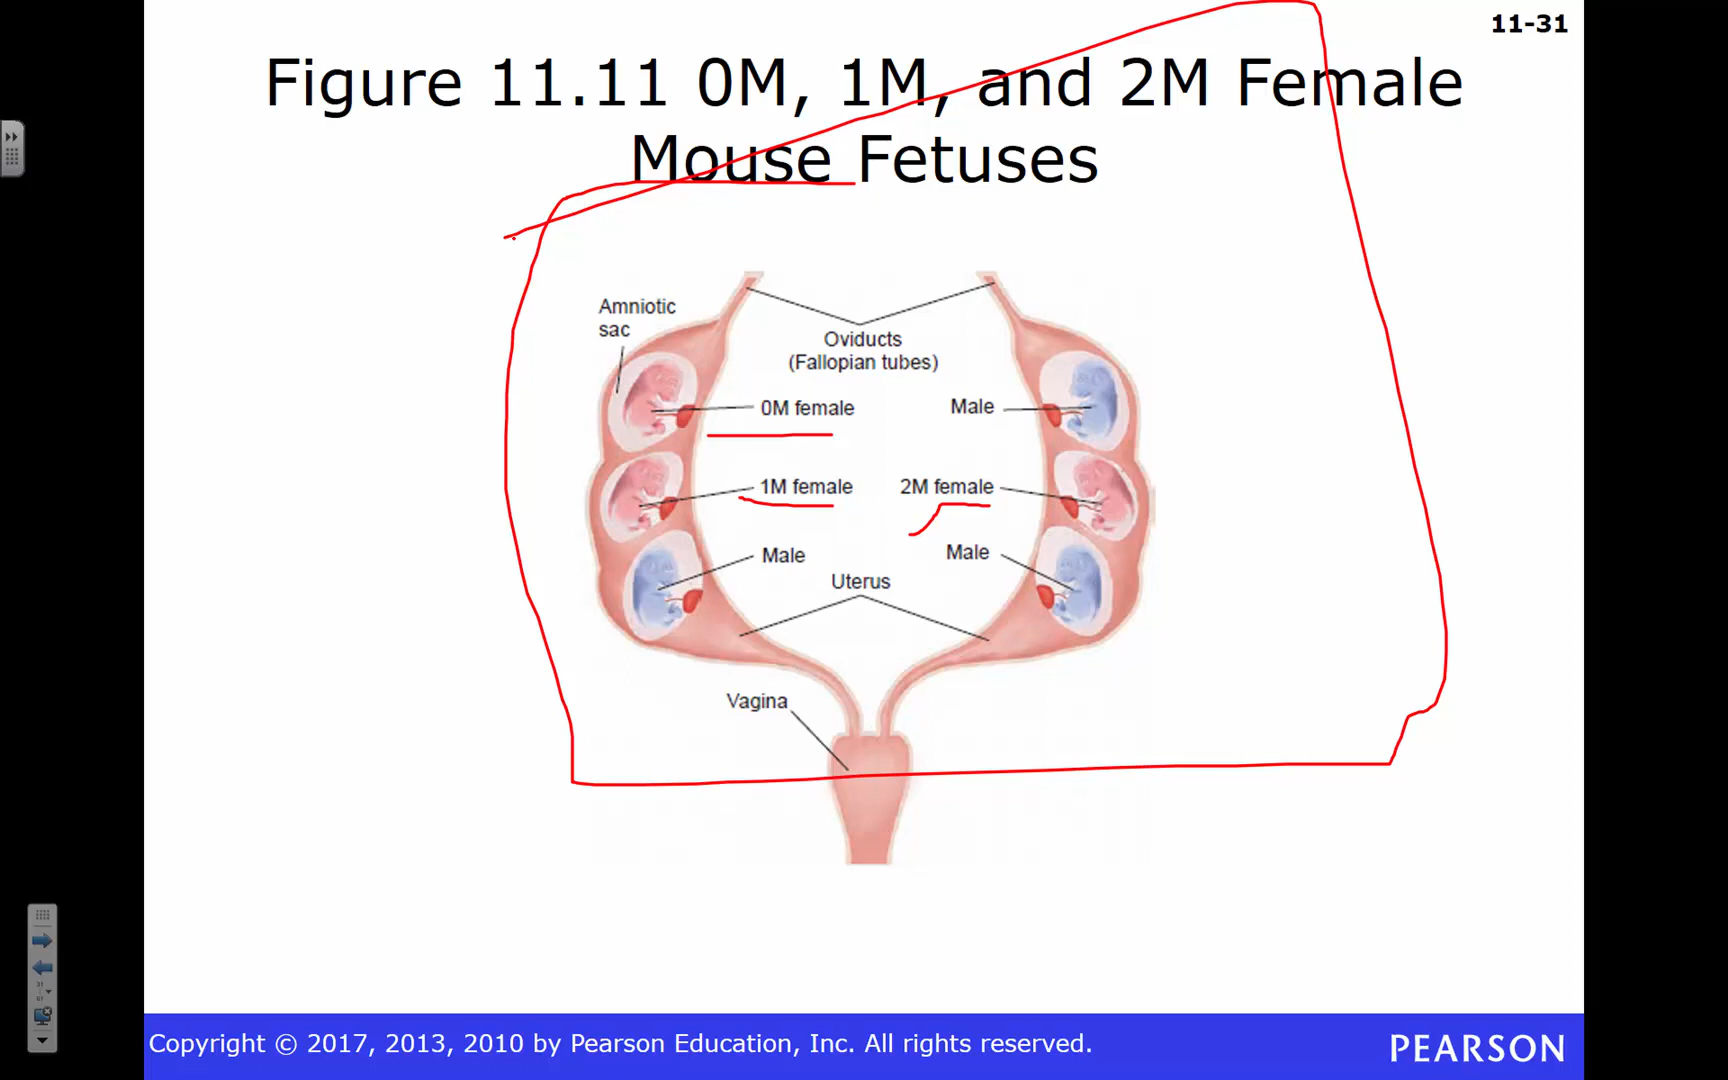 11-31
Figure 11.11 0M, 1M, and 2M Female
Mouse Fetuses
Amniotic
sac
Oviducts
(Fallopian tubes)
0M female
Male
1M female
2M female
Male
Male
Uterus
Vagina
Copyright © 2017, 2013, 2010 by Pearson Education, Inc. All rights reserved.
PEARSON